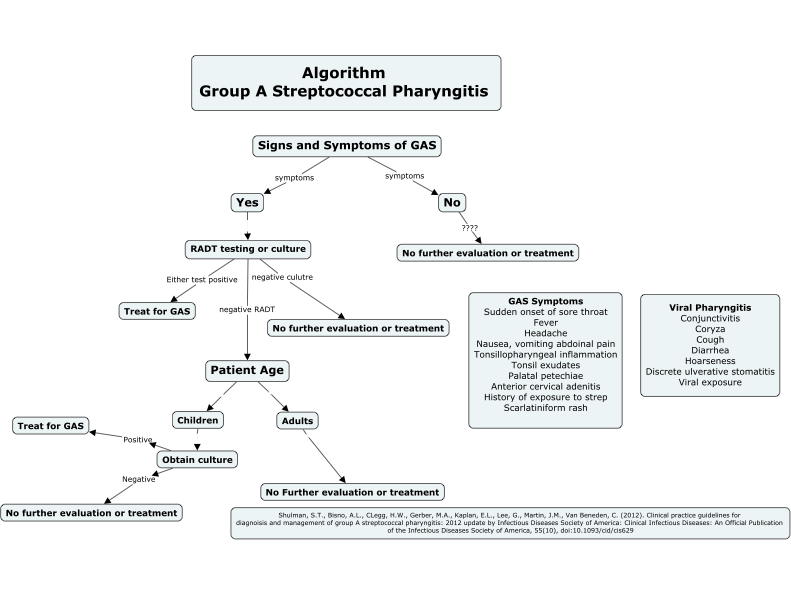 Algorithm
Group A Streptococcal Pharyngitis
Signs and Symptoms of GAS
symptoms
symptoms
Yes
No
????
RADT testing or culture
No further evaluation or treatment
Either test positive
negative culutre
negative RADT
Treat for GAS
No further evaluation or treatment
GAS Symptoms
Sudden onset of sore throat
Fever
Headache
Nausea, vomiting abdoinal pain
Tonsillopharyngeal inflammation
Tonsil exudates
Palatal petechiae
Anterior cervical adenitis
History of exposure to strep
Scarlatiniform rash
Viral Pharyngitis
Conjunctivitis
Coryza
Cough
Diarrhea
Hoarseness
Discrete ulverative stomatitis
Viral exposure
Patient Age
Children
Adults
Treat for GAS
Positive
Obtain culture
Negative
No Further evaluation or treatment
No further evaluation or treatment
Shulman, S.T., Bisno, A.L., CLegg, H.W., Gerber, M.A., Kaplan, E.L., Lee, G., Martin, J.M., Van Beneden, C. (2012). Clinical practice guidelines for
diagnoisis and management of group A streptococcal pharyngitis: 2012 update by Infectious Diseases Society of America: Clinical Infectious Diseases: An Official Publication
of the Infectious Diseases Society of America, 55(10), doi:10.1093/cid/cis629